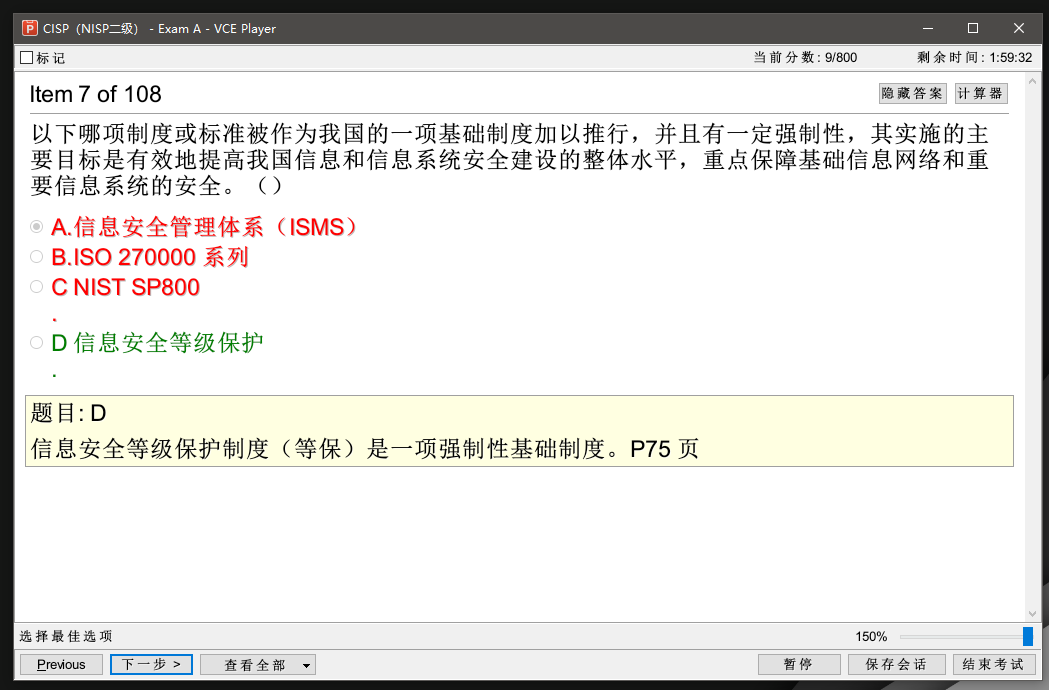 CISP（NISP二级） - Exam A - VCE Player
标记 当前分数: 9/800 剩余时间: 1:59:32
Item 7 of 108 隐藏答案 计算器
以下哪项制度或标准被作为我国的一项基础制度加以推行，并且有一定强制性，其实施的主
要目标是有效地提高我国信息和信息系统安全建设的整体水平，重点保障基础信息网络和重
要信息系统的安全。（）
A.信息安全管理体系（ISMS）
B.ISO 270000 系列
C NIST SP800
.
D 信息安全等级保护
.
题目: D
信息安全等级保护制度（等保）是一项强制性基础制度。P75 页
选择最佳选项 150%
Previous 下一步 > 查看全部 暂停 保存会话 结束考试